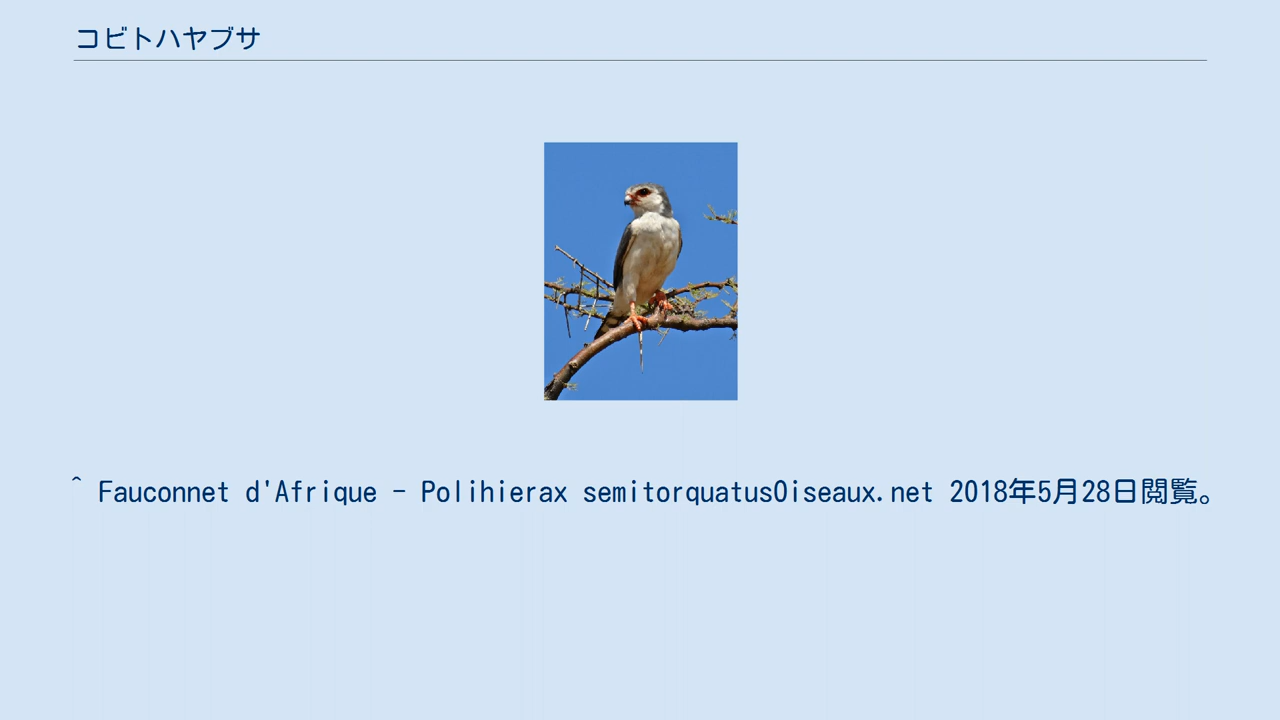 コビトハヤブサ
^ Fauconnet d'Afrique - Polihierax semitorquatusOiseaux.net 2018年5月28日閲覧。